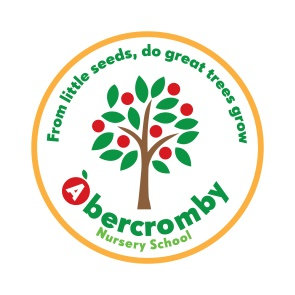 From little seeds, do great trees grow
Abercromby
Nursery School